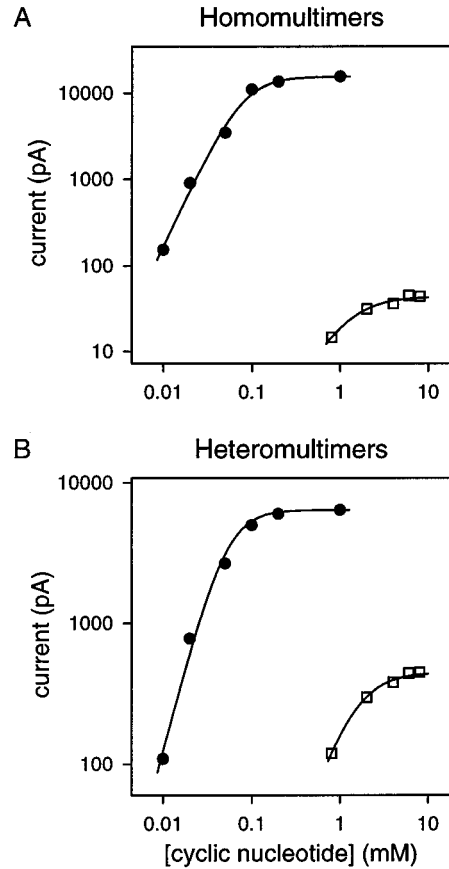 A Homomultimers
10000
1000
100
10
current (pA)
0.01 0.1 1 10
B Heteromultimers
10000
1000
100
current (pA)
0.01 0.1 1 10
[cyclic nucleotide] (mM)